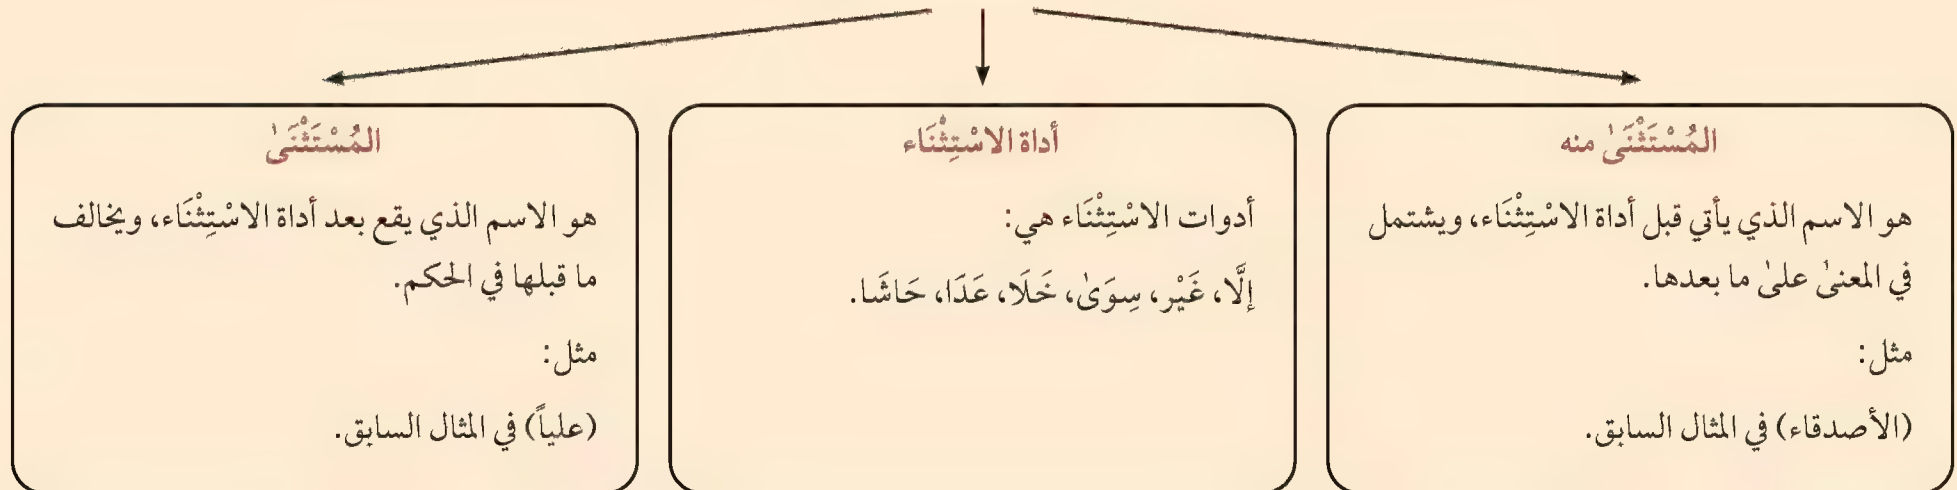 المُسْتَثْنَىٰ منه
هو الاسم الذي يأتي قبل أداة الاسْتِثْنَاء، ويشتمل
في المعنىٰ علىٰ ما بعدها.
مثل:
(الأصدقاء) في المثال السابق.
أداة الاسْتِثْنَاء
أدوات الاسْتِثْنَاء هي:
إلَّا، غَيْر، سِوَىٰ، خَلَا، عَدَا، حَاشَا.
المُسْتَثْنَىٰ
هو الاسم الذي يقع بعد أداة الاسْتِثْنَاء، ويخالف
ما قبلها في الحكم.
مثل:
(علياً) في المثال السابق.